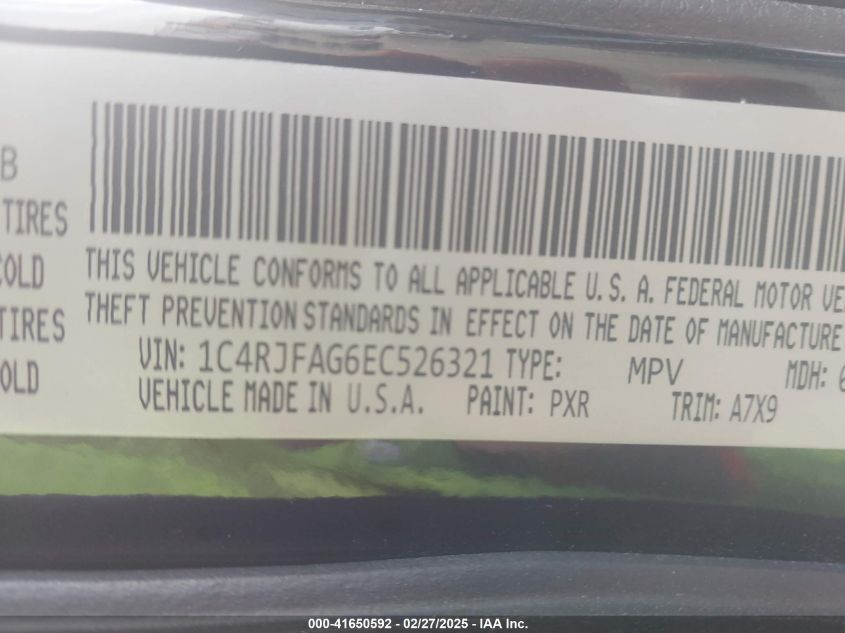 B
TIRES
COLD
THIS VEHICLE CONFORMS TO ALL APPLICABLE U.S.A. FEDERAL MOTOR
TIRES
THEFT PREVENTION STANDARDS IN EFFECT ON THE DATE OF MANUFACTURE
VIN: 1C4RJFAG6EC526321 TYPE: MPV MDH:
OLD
VEHICLE MADE IN U.S.A. PAINT: PXR TRIM: A7X9
000-41650592 - 02/27/2025 - IAA Inc.